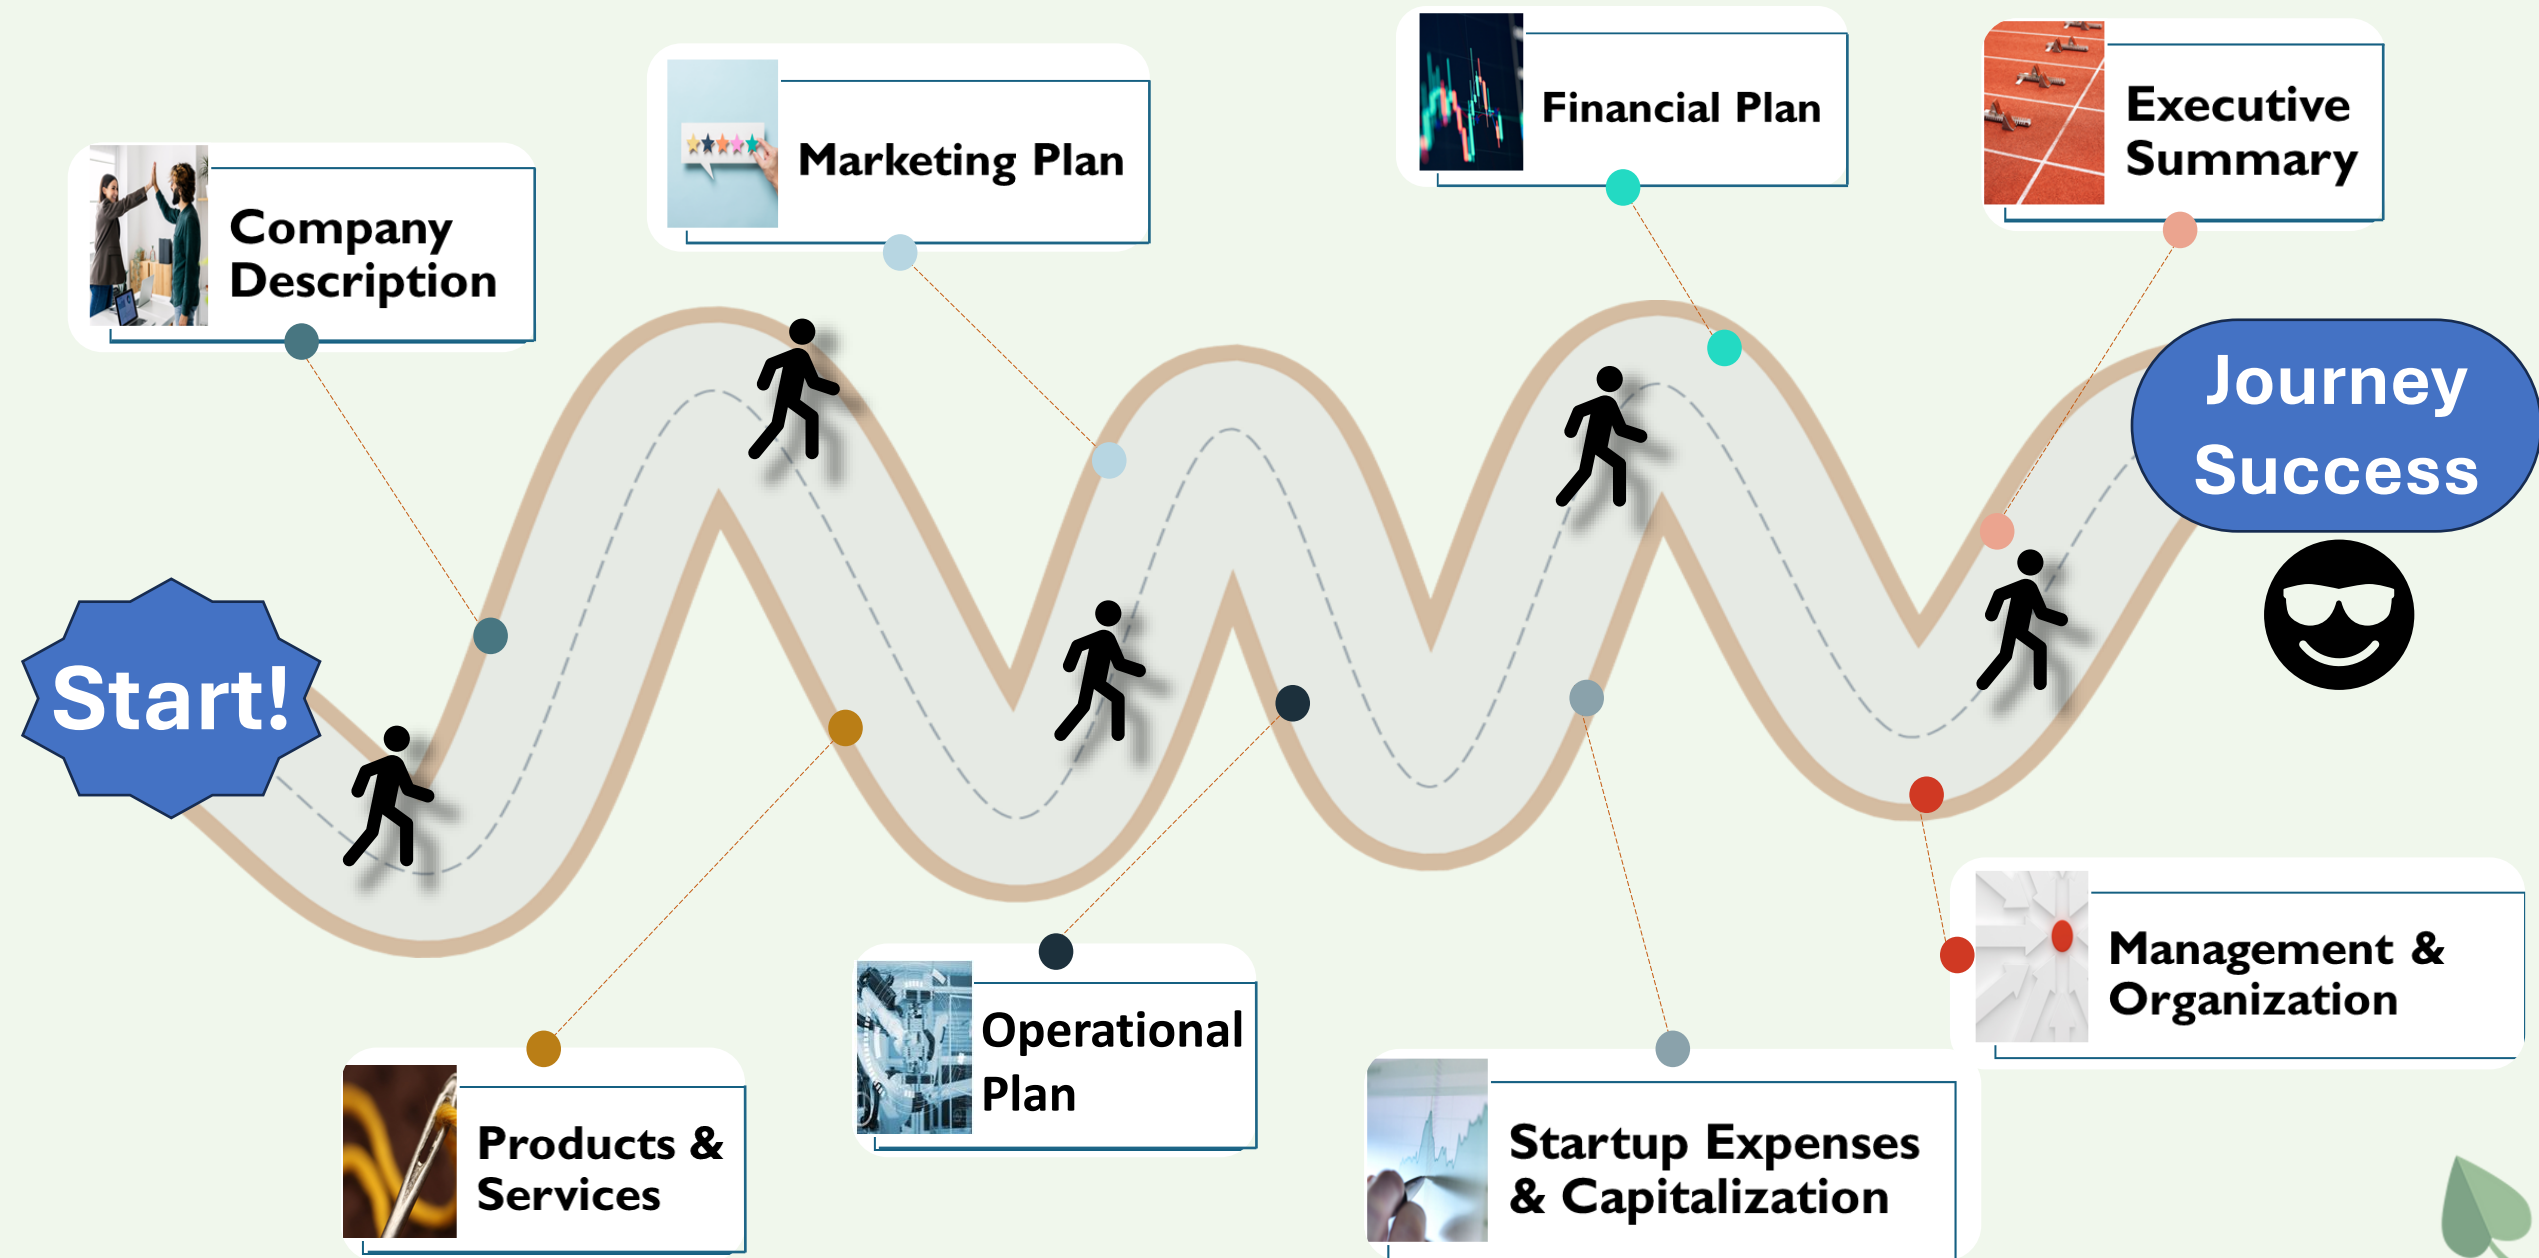 Start!
Company
Description
Products &
Services
Marketing Plan
Operational
Plan
Startup Expenses
& Capitalization
Financial Plan
Management &
Organization
Executive
Summary
Journey
Success